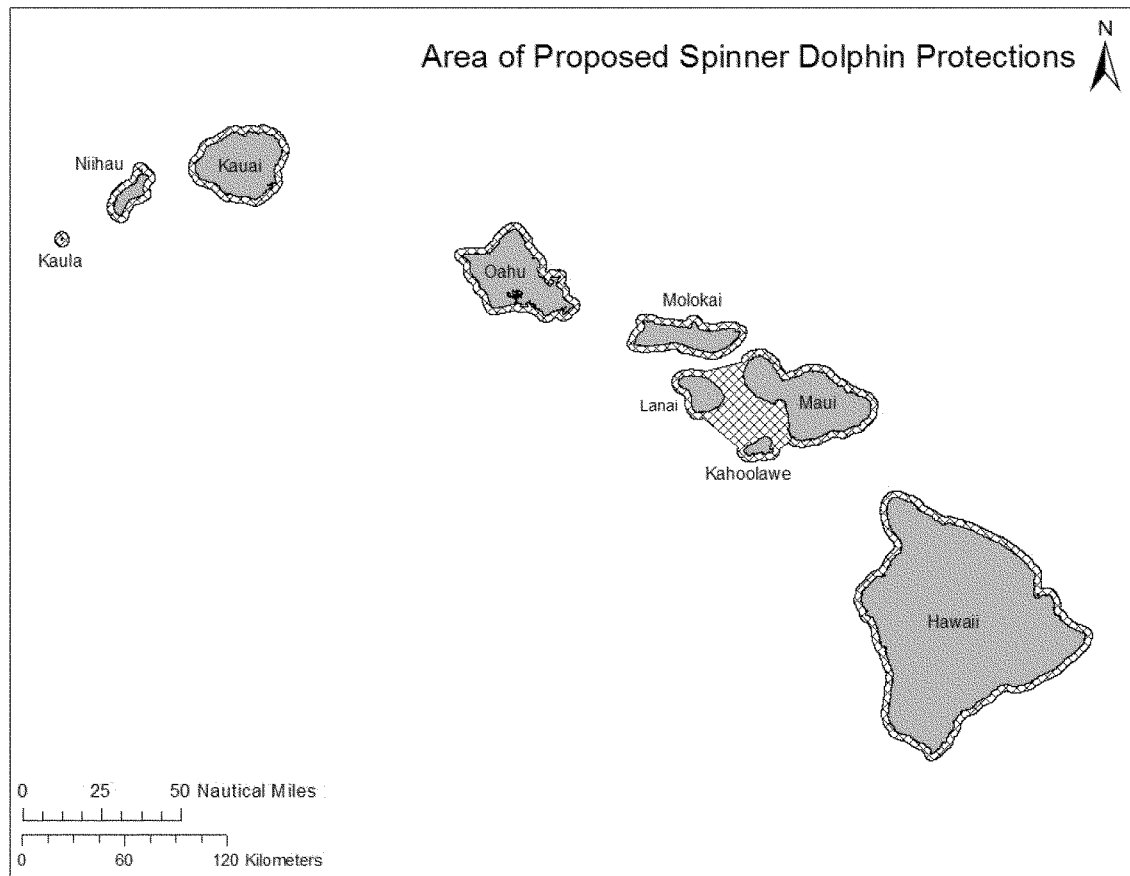 N
Area of Proposed Spinner Dolphin Protections
Niihau
Kauai
Kaula
Oahu
Molokai
Lanai
Maui
Kahoolawe
Hawaii
0 25 50 Nautical Miles
0 60 120 Kilometers